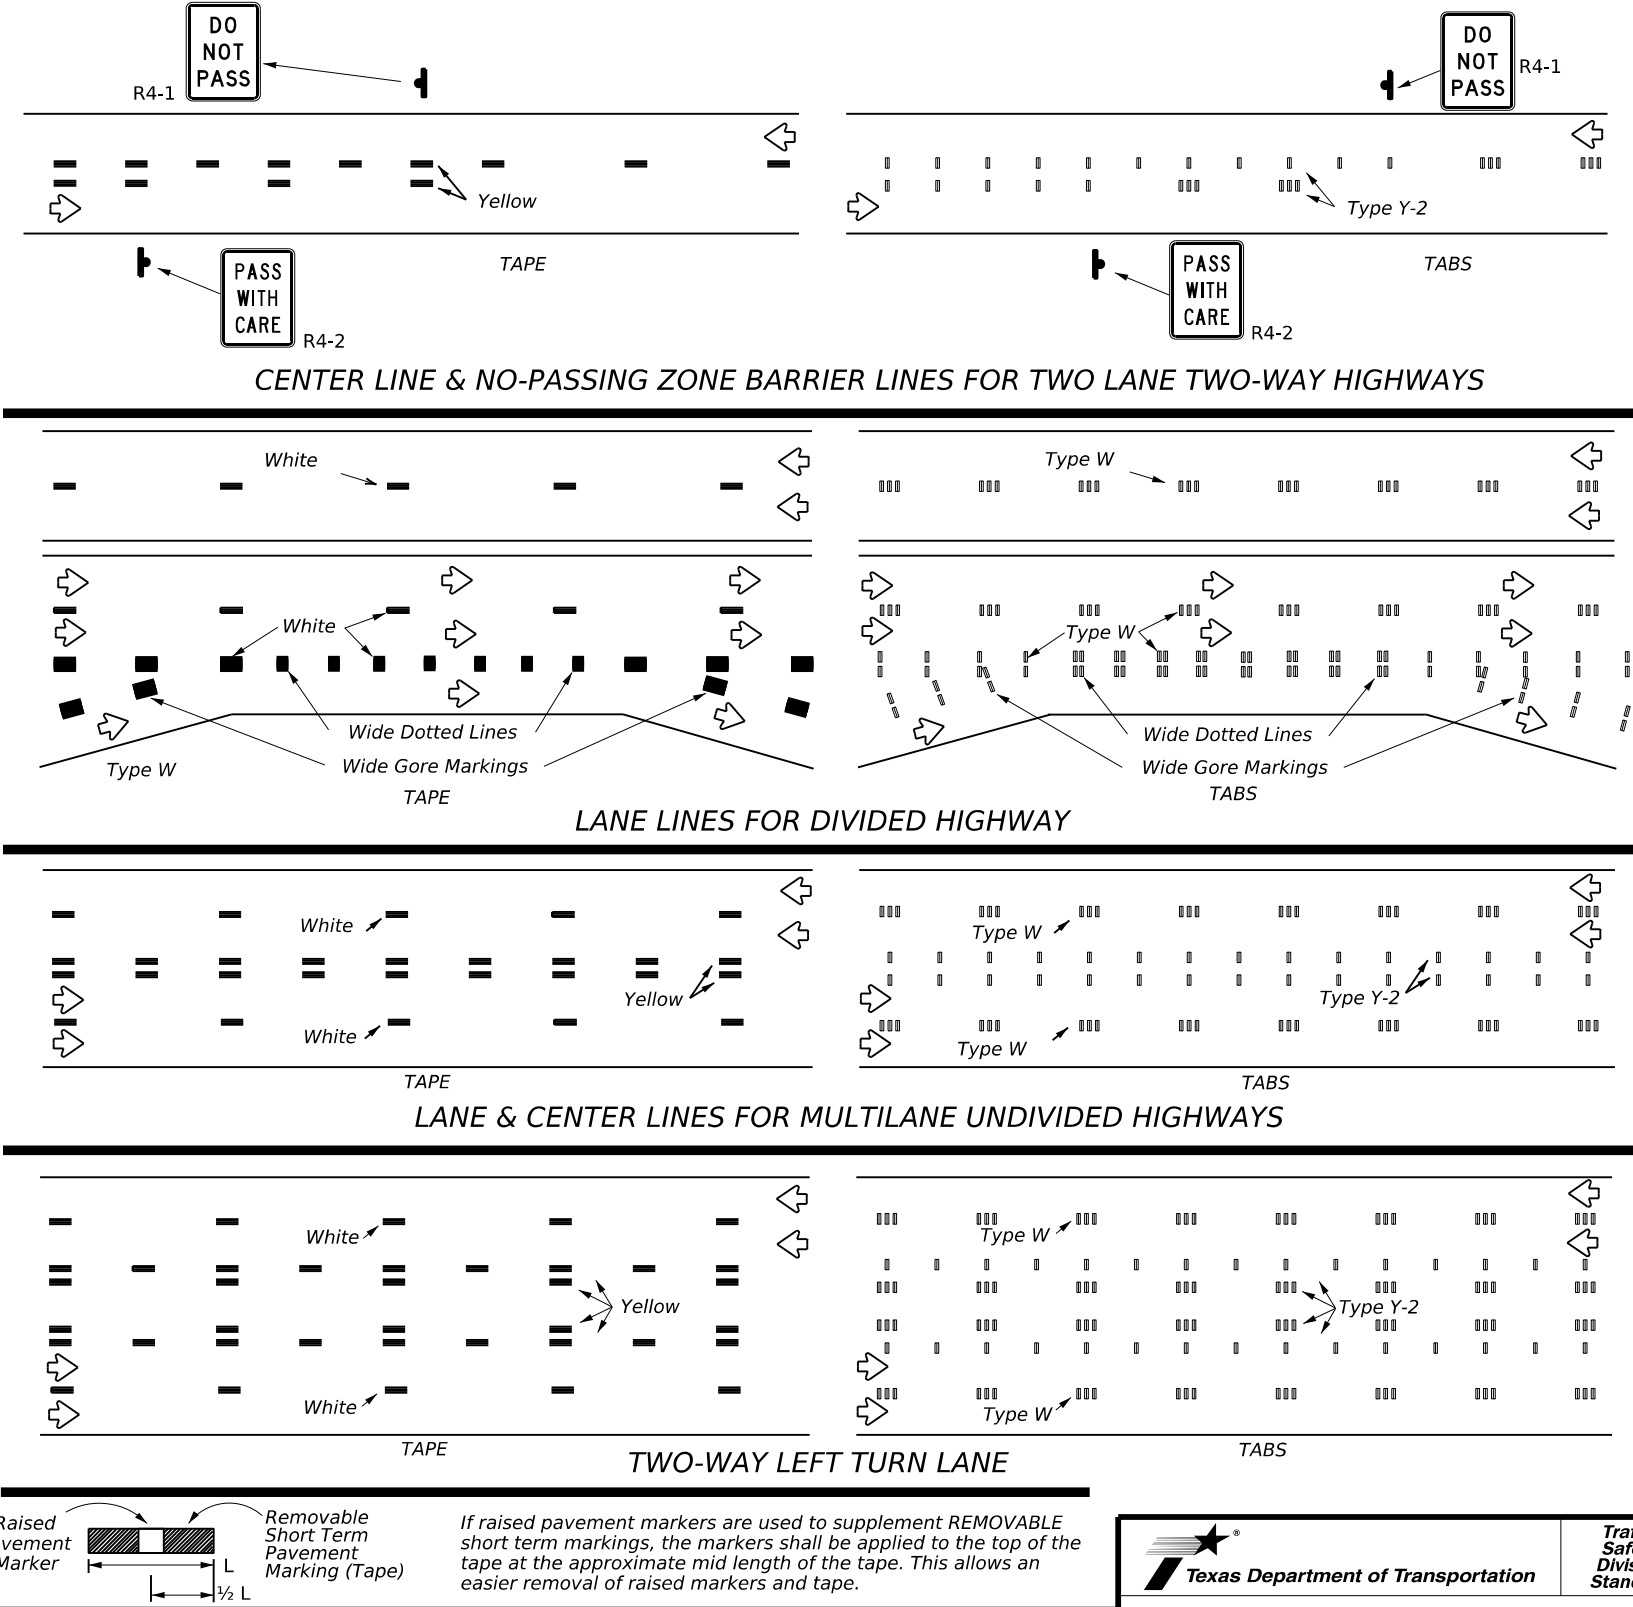 DO
NOT
PASS
R4-1
DO
NOT
PASS
R4-1
Yellow
Type Y-2
TAPE
TABS
PASS
WITH
CARE
R4-2
PASS
WITH
CARE
R4-2
CENTER LINE & NO-PASSING ZONE BARRIER LINES FOR TWO LANE TWO-WAY HIGHWAYS
White
Type W
White
Type W
Wide Dotted Lines
Wide Dotted Lines
Type W
Wide Gore Markings
Wide Gore Markings
TAPE
TABS
LANE LINES FOR DIVIDED HIGHWAY
White
Type W
Yellow
Type Y-2
White
Type W
TAPE
TABS
LANE & CENTER LINES FOR MULTILANE UNDIVIDED HIGHWAYS
White
Type W
Yellow
Type Y-2
White
Type W
TAPE
TABS
TWO-WAY LEFT TURN LANE
Raised
vement
Marker
L
½ L
Removable
Short Term
Pavement
Marking (Tape)
If raised pavement markers are used to supplement REMOVABLE
short term markings, the markers shall be applied to the top of the
tape at the approximate mid length of the tape. This allows an
easier removal of raised markers and tape.
®
Texas Department of Transportation
Traf
Safe
Divis
Stand